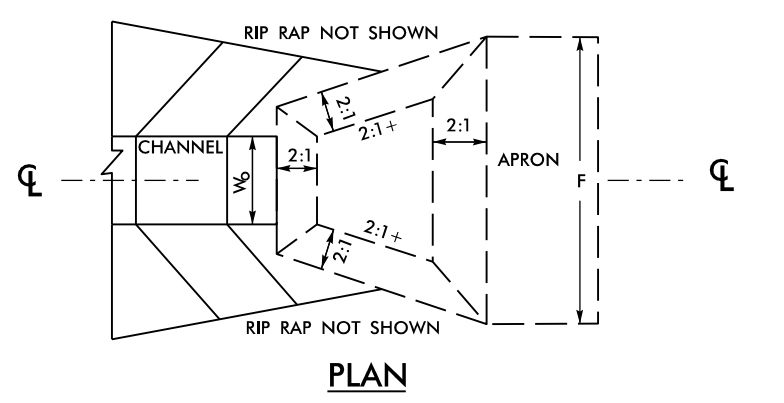 RIP RAP NOT SHOWN
2:1
2:1+
CHANNEL
2:1
2:1
APRON
℄
Wo
F
℄
2:1+
2:1
RIP RAP NOT SHOWN
PLAN